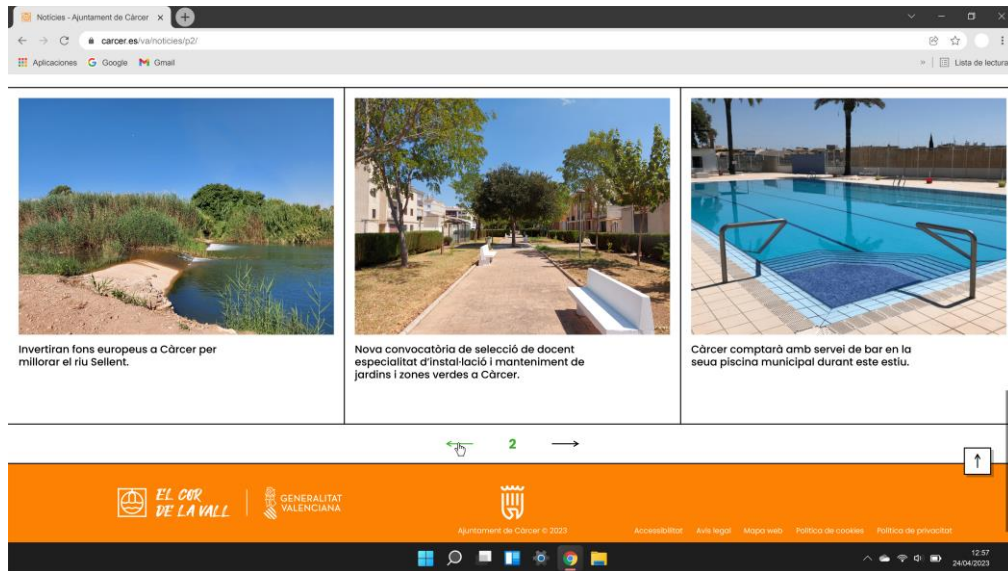 Notícies - Ajuntament de Càrcer
carcer.es/va/noticies/p2/
Aplicaciones Google Gmail
Lista de lectura
Invertiran fons europeus a Càrcer per
millorar el riu Sellent.
Nova convocatòria de selecció de docent
especialitat d'instal·lació i manteniment de
jardins i zones verdes a Càrcer.
Càrcer comptarà amb servei de bar en la
seua piscina municipal durant este estiu.
2
EL COR
DE LA VALL
GENERALITAT
VALENCIANA
Ajuntament de Càrcer © 2023
Accessibilitat Avís legal Mapa web Política de cookies Política de privacitat
12:57
24/04/2023